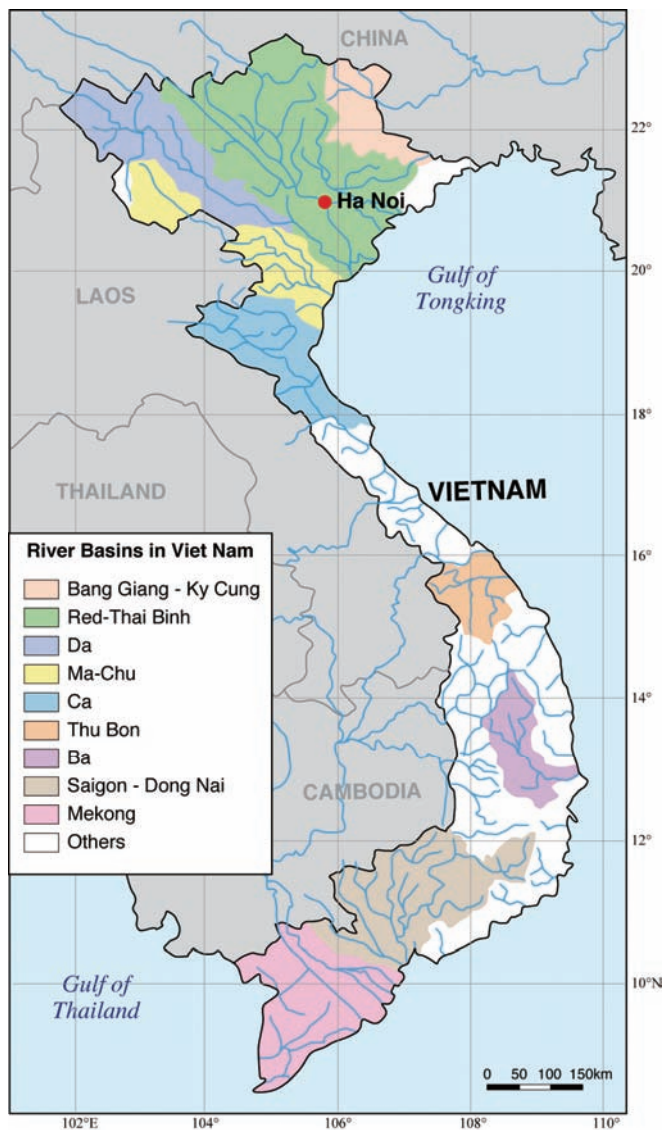 CHINA
22°
Ha Noi
20°
LAOS
Gulf of
Tongking
18°
THAILAND
VIETNAM
16°
River Basins in Viet Nam
Bang Giang - Ky Cung
Red-Thai Binh
Da
Ma-Chu
Ca
Thu Bon
Ba
Saigon - Dong Nai
Mekong
Others
14°
CAMBODIA
12°
Gulf of
Thailand
10°N
0 50 100 150km
102°E 104° 106° 108° 110°